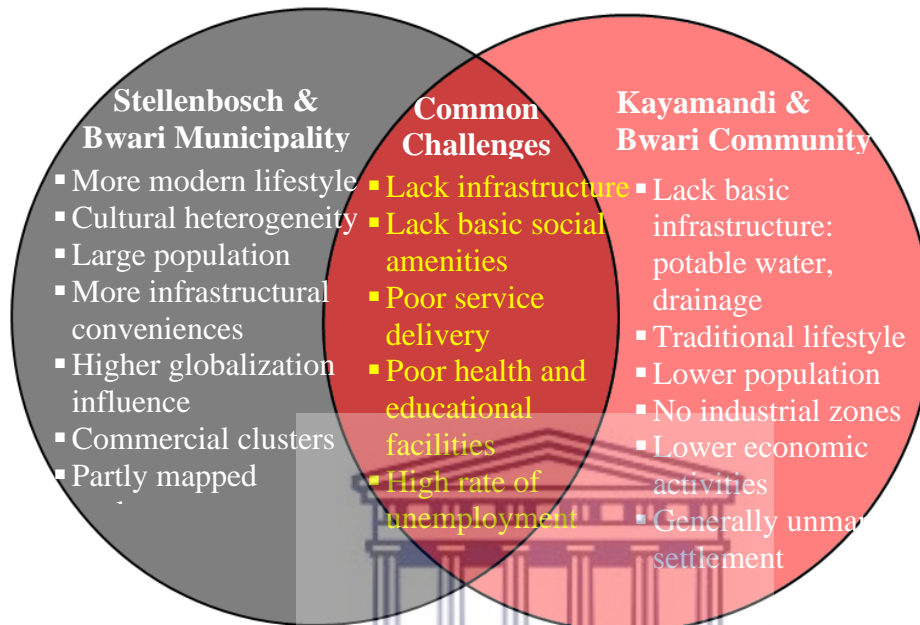 Stellenbosch &
Bwari Municipality
▪ More modern lifestyle
▪ Cultural heterogeneity
▪ Large population
▪ More infrastructural
conveniences
▪ Higher globalization
influence
▪ Commercial clusters
▪ Partly mapped
Common
Challenges
▪ Lack infrastructure
▪ Lack basic social
amenities
▪ Poor service
delivery
▪ Poor health and
educational
facilities
▪ High rate of
unemployment
Kayamandi &
Bwari Community
▪ Lack basic
infrastructure:
potable water,
drainage
▪ Traditional lifestyle
▪ Lower population
▪ No industrial zones
▪ Lower economic
activities
▪ Generally
settlement